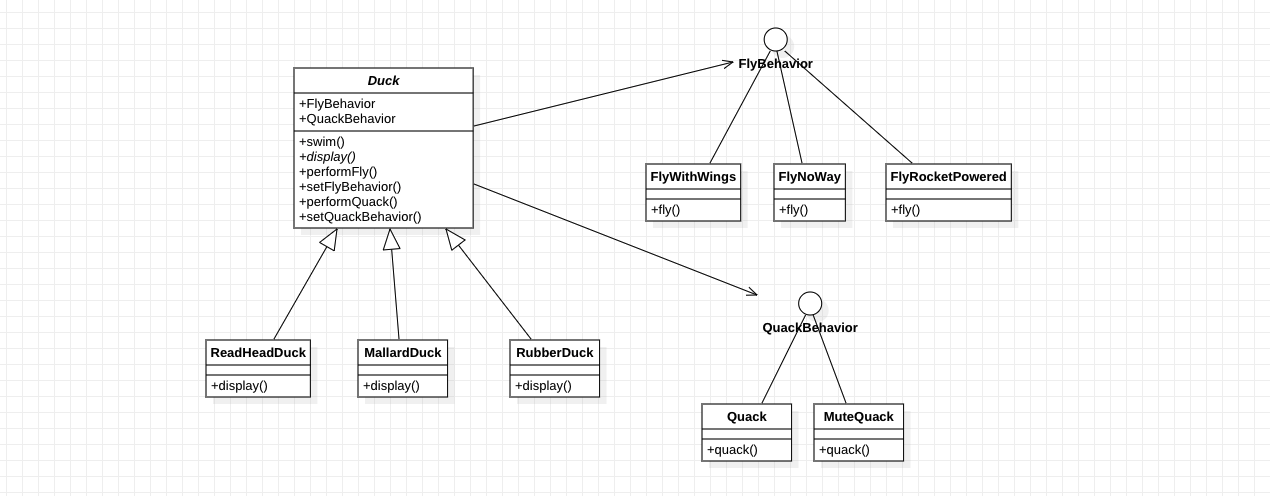 Duck
+FlyBehavior
+QuackBehavior
+swim()
+display()
+performFly()
+setFlyBehavior()
+performQuack()
+setQuackBehavior()
FlyBehavior
FlyWithWings
+fly()
FlyNoWay
+fly()
FlyRocketPowered
+fly()
ReadHeadDuck
+display()
MallardDuck
+display()
RubberDuck
+display()
QuackBehavior
Quack
+quack()
MuteQuack
+quack()